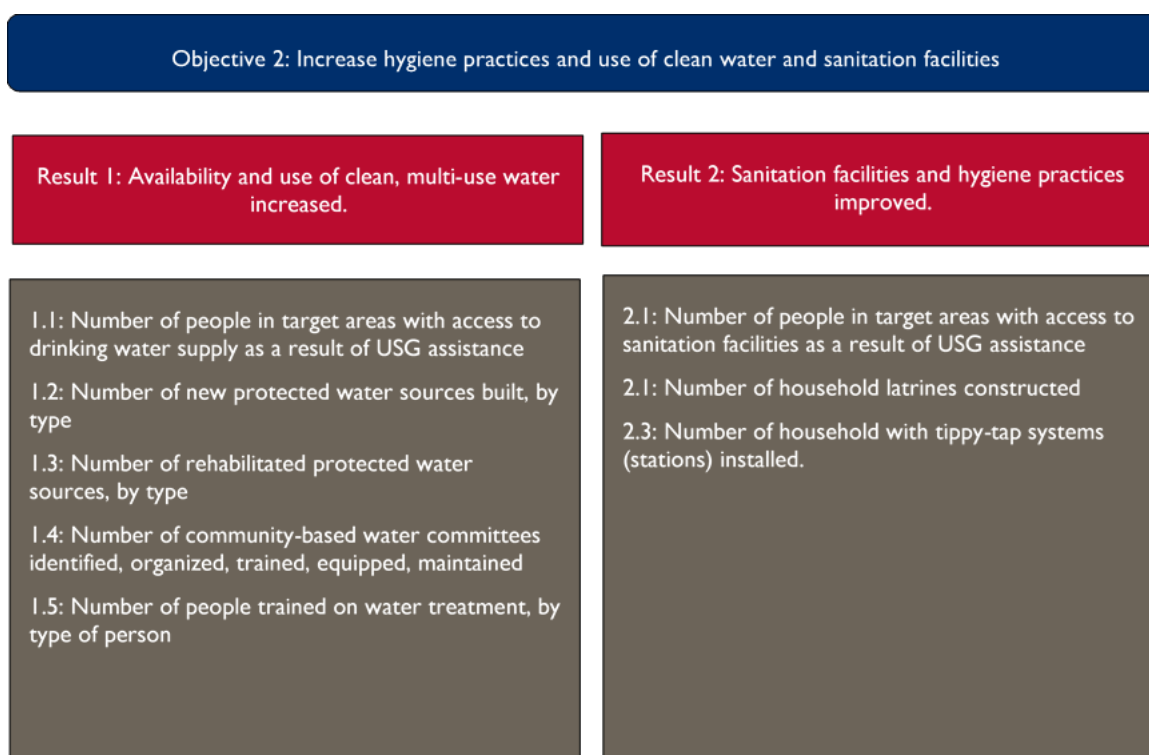 Objective 2: Increase hygiene practices and use of clean water and sanitation facilities
Result 1: Availability and use of clean, multi-use water
increased.
Result 2: Sanitation facilities and hygiene practices
improved.
1.1: Number of people in target areas with access to
drinking water supply as a result of USG assistance
1.2: Number of new protected water sources built, by
type
1.3: Number of rehabilitated protected water
sources, by type
1.4: Number of community-based water committees
identified, organized, trained, equipped, maintained
1.5: Number of people trained on water treatment, by
type of person
2.1: Number of people in target areas with access to
sanitation facilities as a result of USG assistance
2.1: Number of household latrines constructed
2.3: Number of household with tippy-tap systems
(stations) installed.